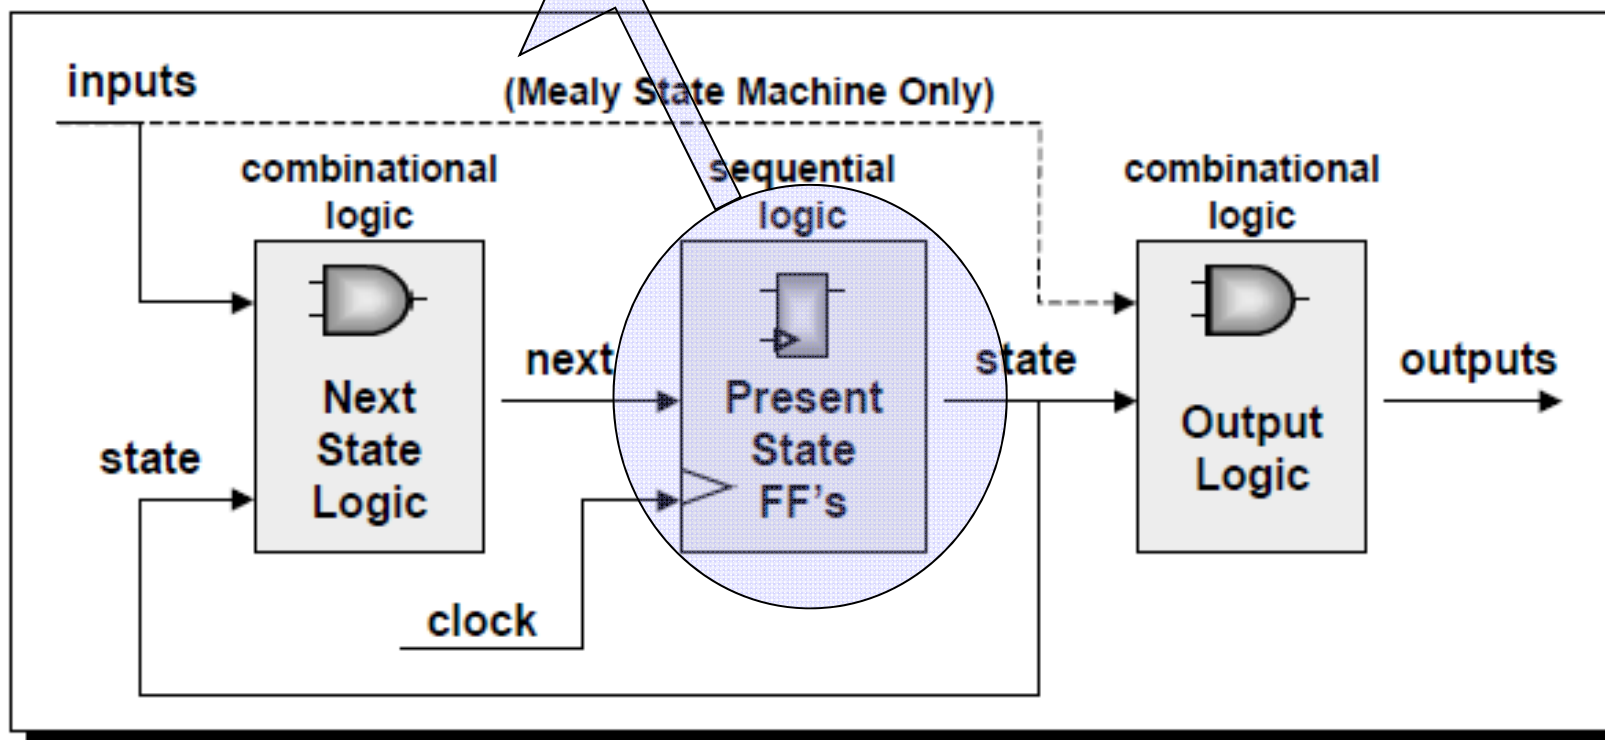 inputs
(Mealy State Machine Only)
combinational
logic
sequential
logic
combinational
logic
next
state
outputs
Next
State
Logic
Present
State
FF's
Output
Logic
state
clock